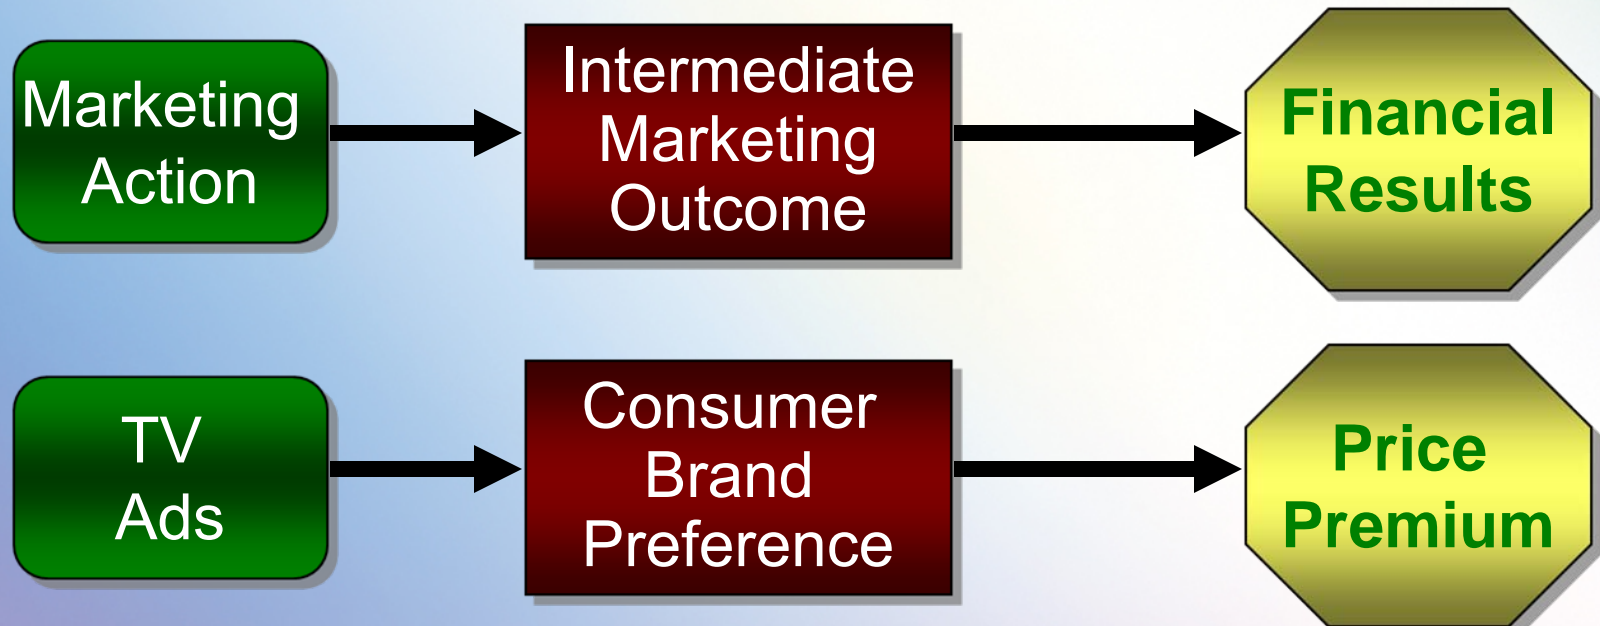 Marketing
Action
Intermediate
Marketing
Outcome
Financial
Results
TV
Ads
Consumer
Brand
Preference
Price
Premium